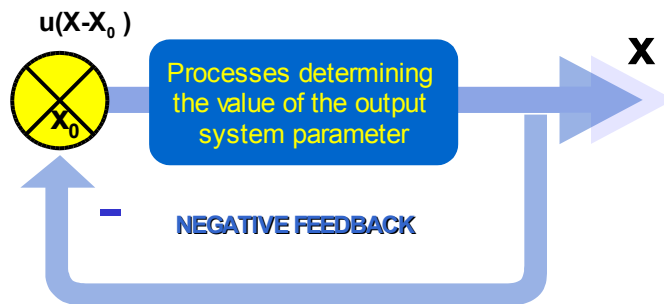 u(X-X₀ )
X
Processes determining
the value of the output
system parameter
X₀
–
NEGATIVE FEEDBACK